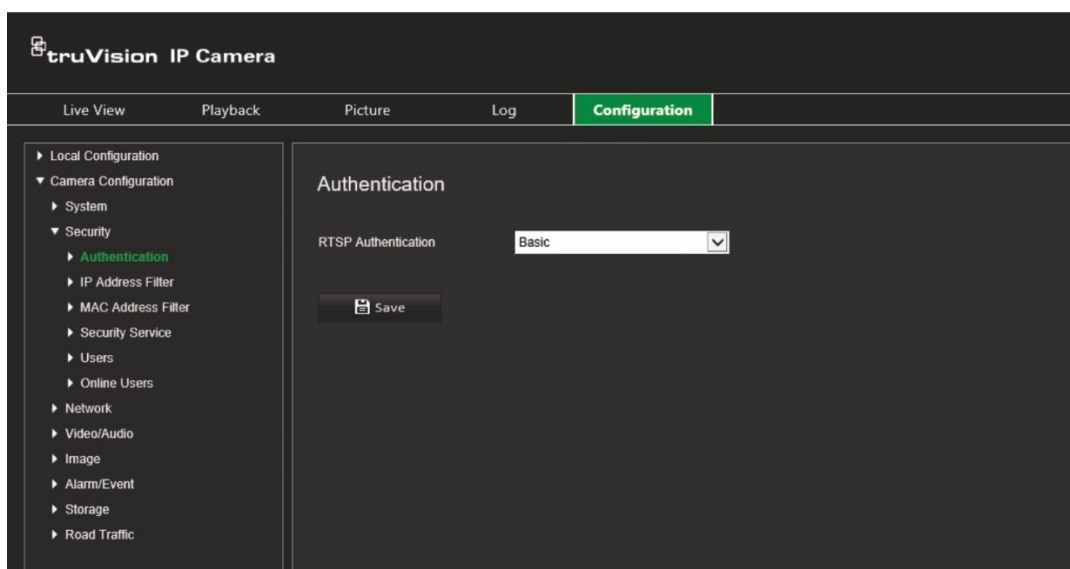 truVision IP Camera
Live View Playback Picture Log Configuration
Local Configuration
Camera Configuration
System
Security
Authentication
IP Address Filter
MAC Address Filter
Security Service
Users
Online Users
Network
Video/Audio
Image
Alarm/Event
Storage
Road Traffic
Authentication
RTSP Authentication Basic
Save